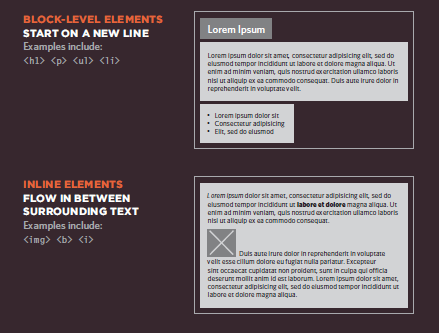 BLOCK-LEVEL ELEMENTS
START ON A NEW LINE
Examples include:
<h1> <p> <ul> <li>
Lorem Ipsum
Lorem ipsum dolor sit amet, consectetur adipisicing elit, sed do
eiusmod tempor incididunt ut labore et dolore magna aliqua. Ut
enim ad minim veniam, quis nostrud exercitation ullamco laboris
nisi ut aliquip ex ea commodo consequat. Duis aute irure dolor in
reprehenderit in voluptate velit.
• Lorem ipsum dolor sit
• Consectetur adipisicing
• Elit, sed do eiusmod
INLINE ELEMENTS
FLOW IN BETWEEN
SURROUNDING TEXT
Examples include:
<img> <b> <i>
Lorem ipsum dolor sit amet, consectetur adipisicing elit, sed do
eiusmod tempor incididunt ut labore et dolore magna aliqua. Ut
enim ad minim veniam, quis nostrud exercitation ullamco laboris
nisi ut aliquip ex ea commodo consequat.
Duis aute irure dolor in reprehenderit in voluptate
velit esse cillum dolore eu fugiat nulla pariatur. Excepteur
sint occaecat cupidatat non proident, sunt in culpa qui officia
deserunt mollit anim id est laborum. Lorem ipsum dolor sit amet,
consectetur adipisicing elit, sed do eiusmod tempor incididunt ut
labore et dolore magna aliqua.